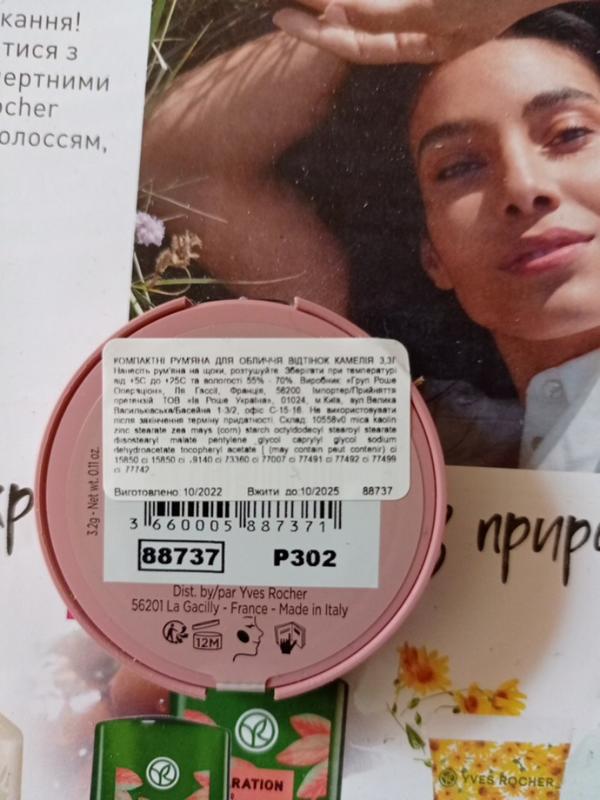 кання!
тися з
пертними
ocher
олоссям,
КОМПАКТНІ РУМ'ЯНА ДЛЯ ОБЛИЧЧЯ ВІДТІНОК КАМЕЛІЯ 3,3Г
Нанесіть рум'яна на щоки, розтушуйте. Зберігати при температурі
від +5C до +25C та вологості 55% - 70%. Виробник: «Груп Роше
Операціон», Ля Гассіі, Франція, 56200 Імпортер/Прийняття
претензій ТОВ «Ів Роше Україна», 01024, м.Київ, вул.Велика
Васильківська/Басейна 1-3/2, офіс C-15-16. Не використовувати
після закінчення терміну придатності. Склад: 10558v0 mica kaolin
zinc stearate zea mays (corn) starch octyldodecyl stearoyl stearate
diisostearyl malate pentylene glycol caprylyl glycol sodium
dehydroacetate tocopheryl acetate [ (may contain peut contenir) ci
15850 ci 15850 ci 19140 ci 73360 ci 77007 ci 77491 ci 77492 ci 77499
ci 77742
Виготовлено: 10/2022 Вжити до:10/2025 88737
3.2g - Net wt. 0.11 oz.
3 660005 887371
88737 P302
Dist. by/par Yves Rocher
56201 La Gacilly - France - Made in Italy
12M
приро
RATION
YVES ROCHER